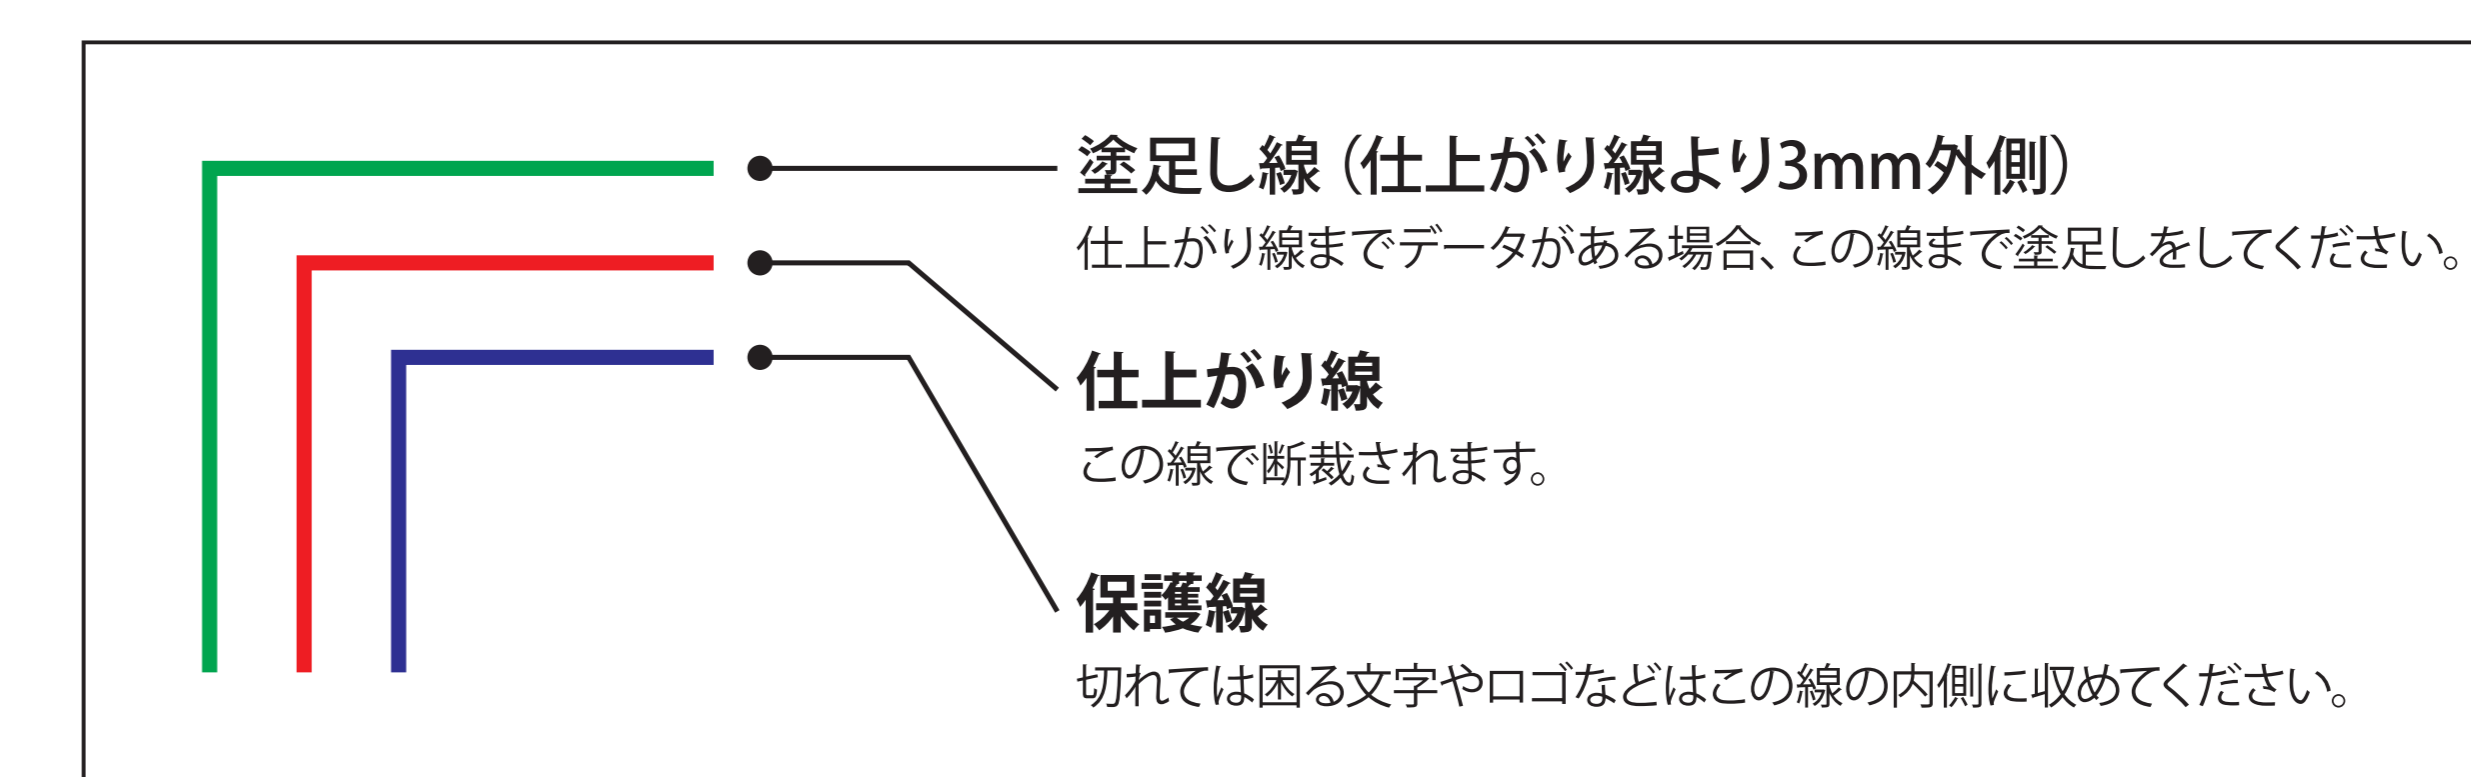 塗足し線（仕上がり線より3mm外側）
仕上がり線までデータがある場合、この線まで塗足しをしてください。
仕上がり線
この線で断裁されます。
保護線
切れては困る文字やロゴなどはこの線の内側に収めてください。